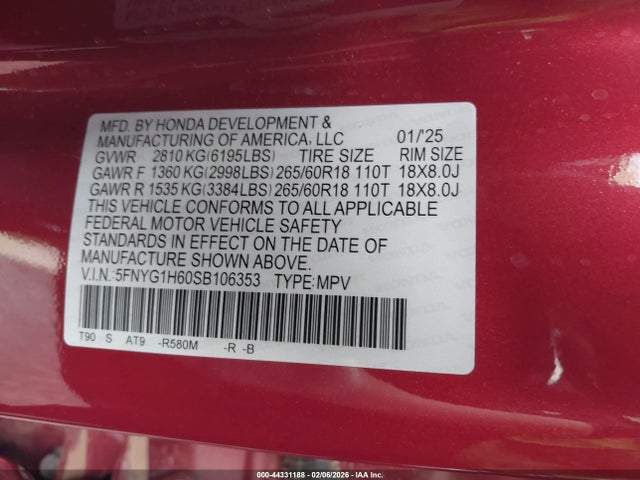 MFD. BY HONDA DEVELOPMENT &
MANUFACTURING OF AMERICA, LLC 01/'25
GVWR 2810 KG(6195LBS) TIRE SIZE RIM SIZE
GAWR F 1360 KG(2998LBS) 265/60R18 110T 18X8.0J
GAWR R 1535 KG(3384LBS) 265/60R18 110T 18X8.0J
THIS VEHICLE CONFORMS TO ALL APPLICABLE
FEDERAL MOTOR VEHICLE SAFETY
STANDARDS IN EFFECT ON THE DATE OF
MANUFACTURE SHOWN ABOVE.
V.I.N.:5FNYG1H60SB106353 TYPE:MPV
T90 S AT9 -R580M -R -B
000-44331188 02/06/2026 IAA Inc.